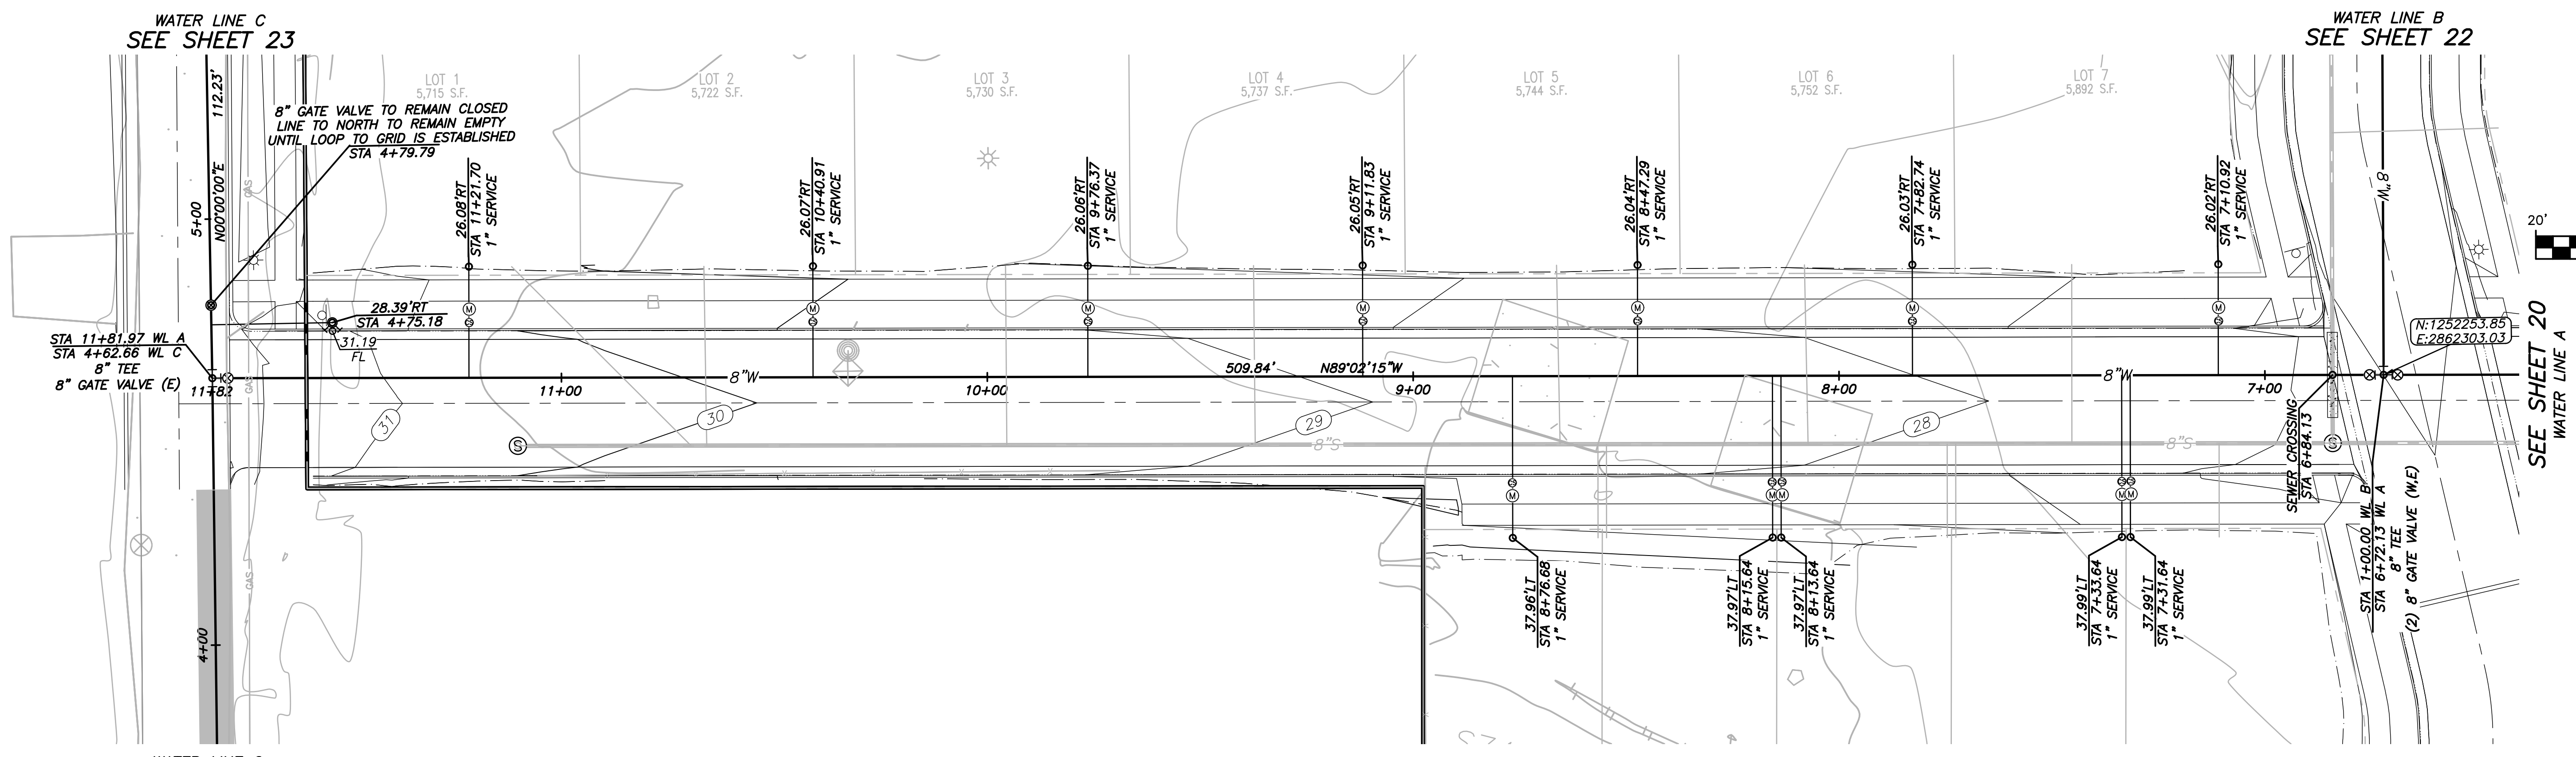 WATER LINE C
SEE SHEET 23
WATER LINE B
SEE SHEET 22
LOT 1
5,715 S.F.
LOT 2
5,722 S.F.
LOT 3
5,730 S.F.
LOT 4
5,737 S.F.
LOT 5
5,744 S.F.
LOT 6
5,752 S.F.
LOT 7
5,892 S.F.
112.23'
N00°00'00"E
5+00
8" GATE VALVE TO REMAIN CLOSED
LINE TO NORTH TO REMAIN EMPTY
UNTIL LOOP TO GRID IS ESTABLISHED
STA 4+79.79
GAS
26.08'RT
STA 11+21.70
1" SERVICE
26.07'RT
STA 10+40.91
1" SERVICE
26.06'RT
STA 9+76.37
1" SERVICE
26.05'RT
STA 9+11.83
1" SERVICE
26.04'RT
STA 8+47.29
1" SERVICE
26.03'RT
STA 7+82.74
1" SERVICE
26.02'RT
STA 7+10.92
1" SERVICE
8"W
20'
M
M
M
M
M
M
M
28.39'RT
STA 4+75.18
31.19
FL
STA 11+81.97 WL A
STA 4+62.66 WL C
8" TEE
8" GATE VALVE (E)
11+82
GAS
11+00
8"W
10+00
509.84'
N89°02'15"W
9+00
8+00
8"W
7+00
N:1252253.85
E:2862303.03
SEE SHEET 20
WATER LINE A
31
30
29
28
S
8"S
8"S
S
SEWER CROSSING
STA 6+84.13
STA 1+00.00 WL B
STA 6+72.13 WL A
8" TEE
(2) 8" GATE VALVE (W,E)
M
M
M
M
M
37.96'LT
STA 8+76.68
1" SERVICE
37.97'LT
STA 8+15.64
1" SERVICE
37.97'LT
STA 8+13.64
1" SERVICE
37.99'LT
STA 7+33.64
1" SERVICE
37.99'LT
STA 7+31.64
1" SERVICE
GAS
4+00